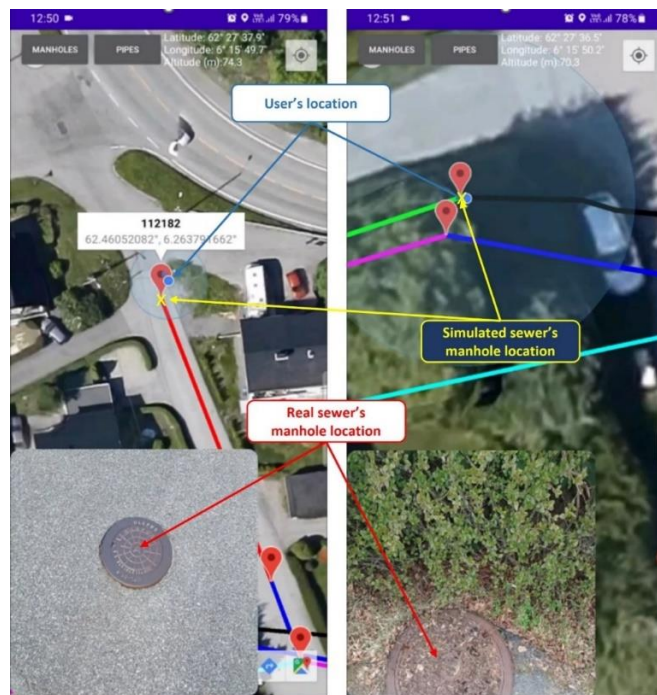 12:50
79%
MANHOLES
PIPES
Latitude: 62° 27' 37.9"
Longitude: 6° 15' 49.7"
Altitude (m):74.3
12:51
78%
MANHOLES
PIPES
Latitude: 62° 27' 36.5"
Longitude: 6° 15' 50.2"
Altitude (m):70.3
User's location
112182
62.46052082°, 6.263791662°
X
X
Simulated sewer's
manhole location
Real sewer's
manhole location